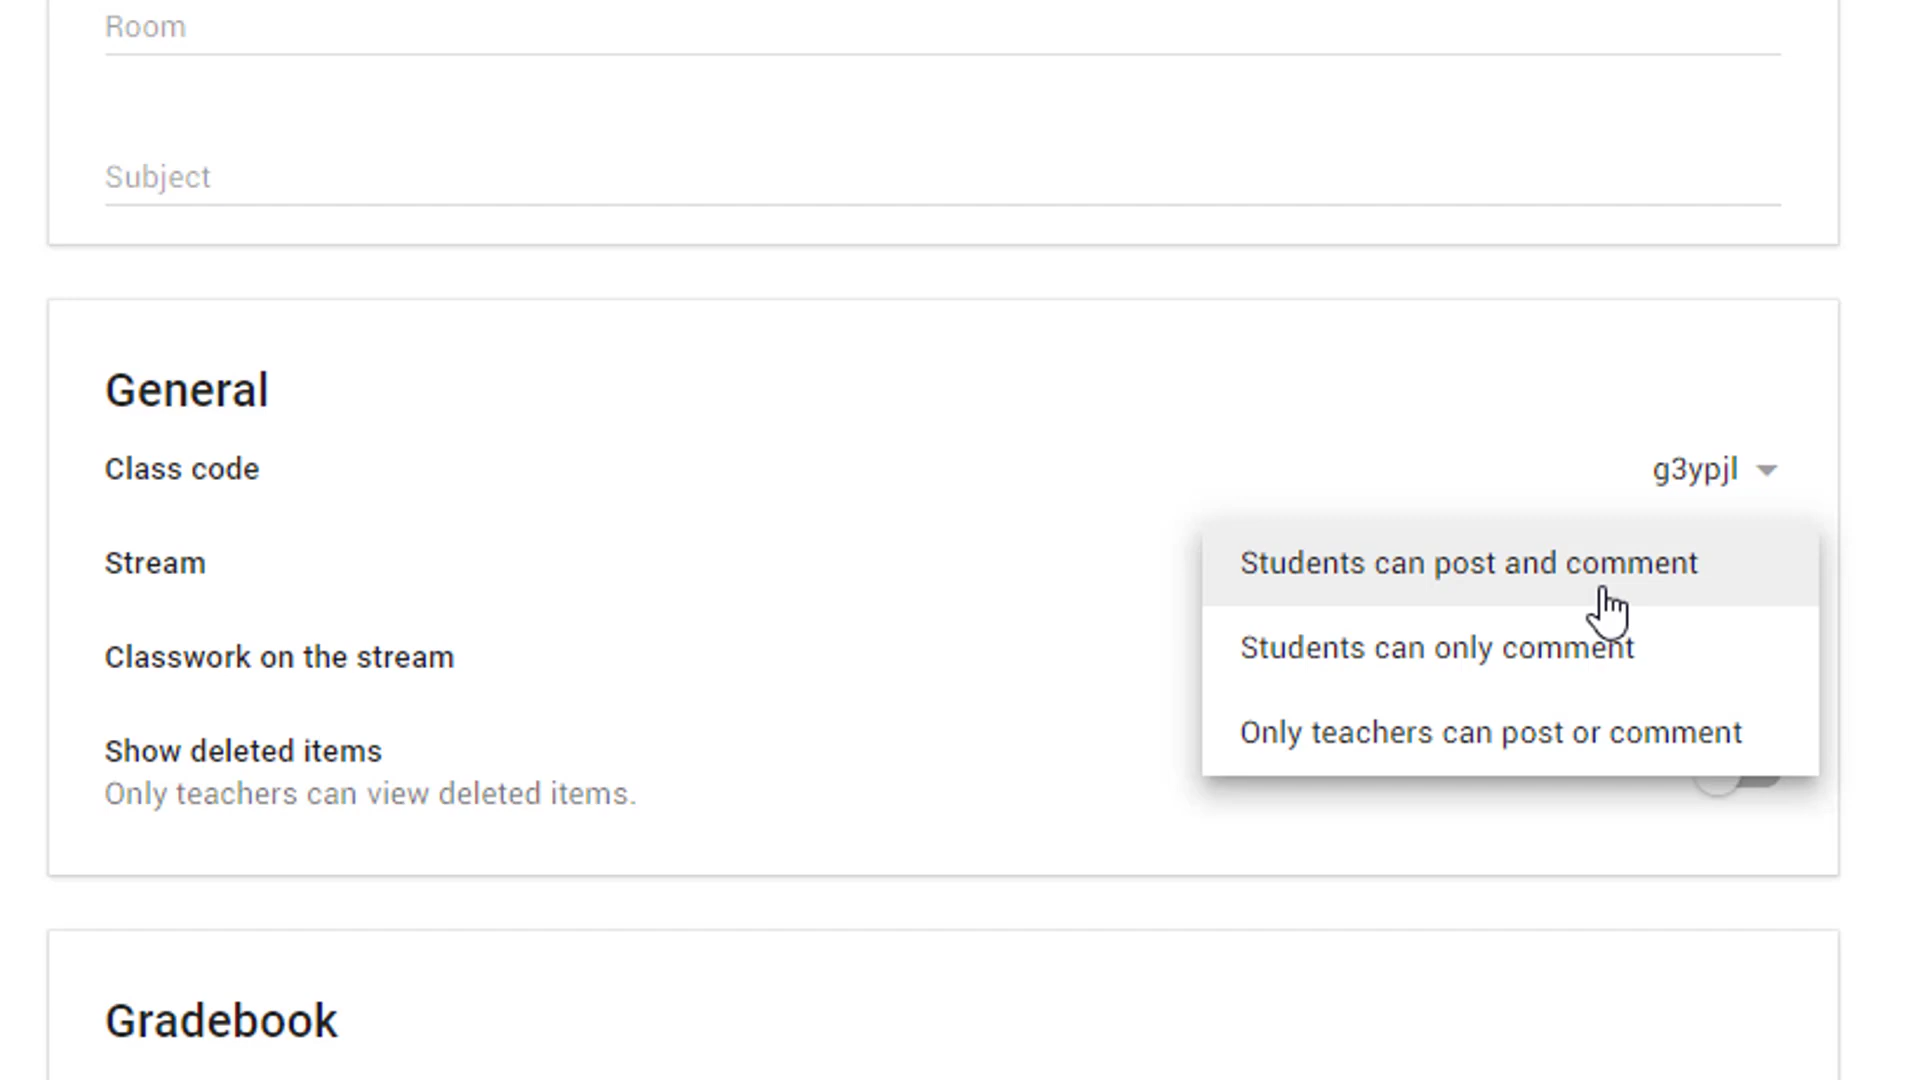 Room
Subject
General
Class code
g3ypjl
Stream
Students can post and comment
Students can only comment
Classwork on the stream
Only teachers can post or comment
Show deleted items
Only teachers can view deleted items.
Gradebook